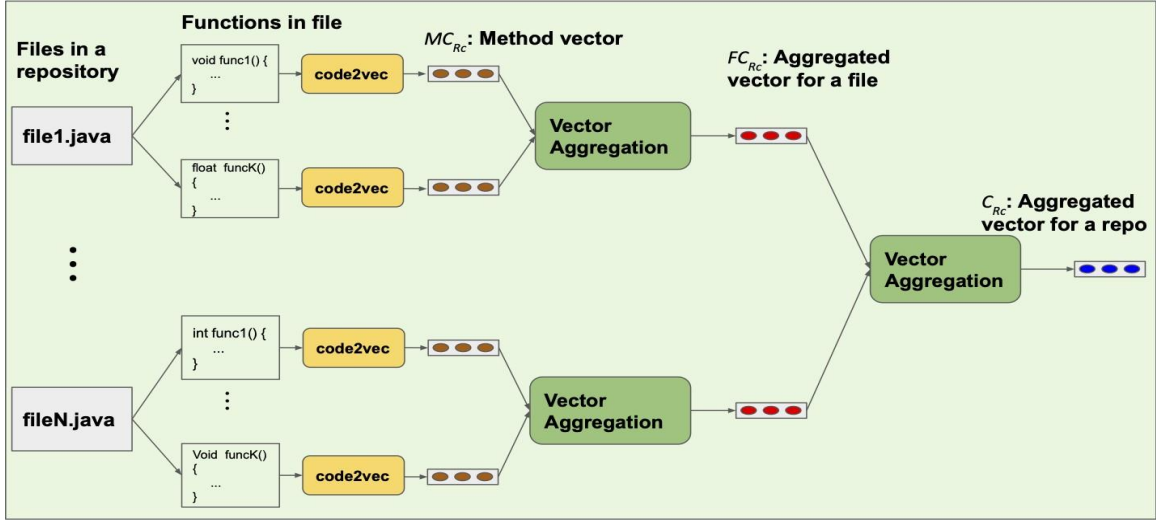 Files in a
repository
Functions in file
MC_Rc: Method vector
FC_Rc: Aggregated
vector for a file
C_Rc: Aggregated
vector for a repo
file1.java
void func1() {
...
}
code2vec
float funcK()
{
...
}
code2vec
Vector
Aggregation
Vector
Aggregation
fileN.java
int func1() {
...
}
code2vec
Void funcK()
{
...
}
code2vec
Vector
Aggregation